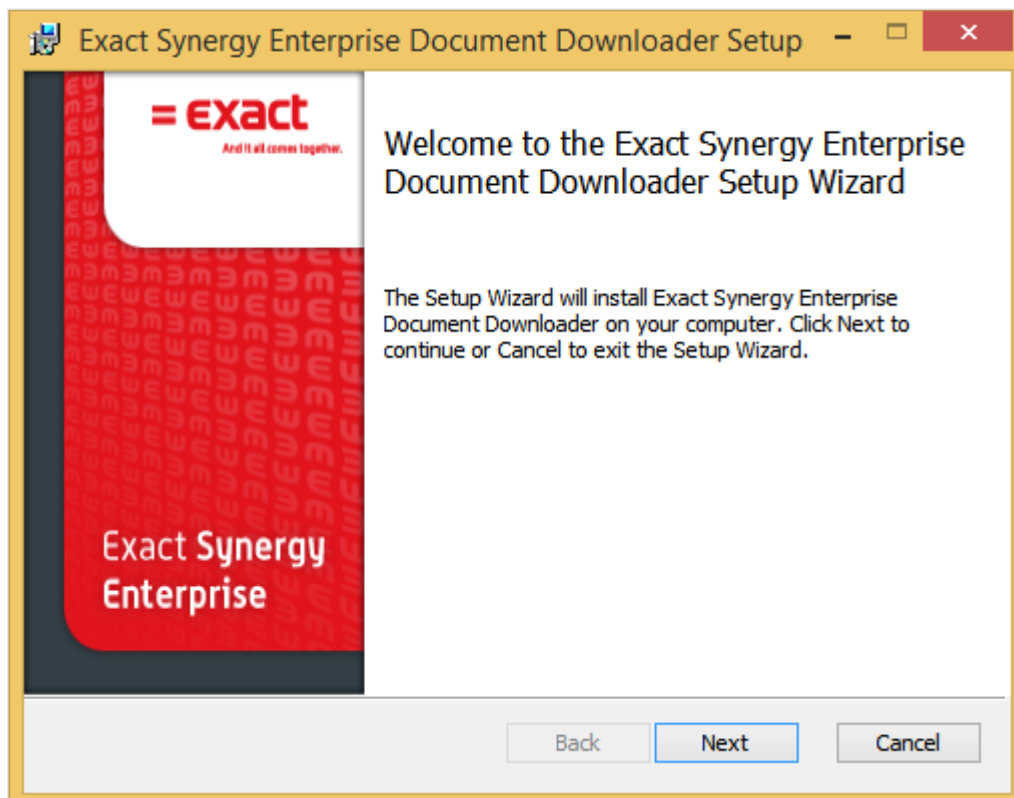 Exact Synergy Enterprise Document Downloader Setup
= exact
And it all comes together.
Welcome to the Exact Synergy Enterprise
Document Downloader Setup Wizard
The Setup Wizard will install Exact Synergy Enterprise
Document Downloader on your computer. Click Next to
continue or Cancel to exit the Setup Wizard.
Exact Synergy
Enterprise
Back Next Cancel